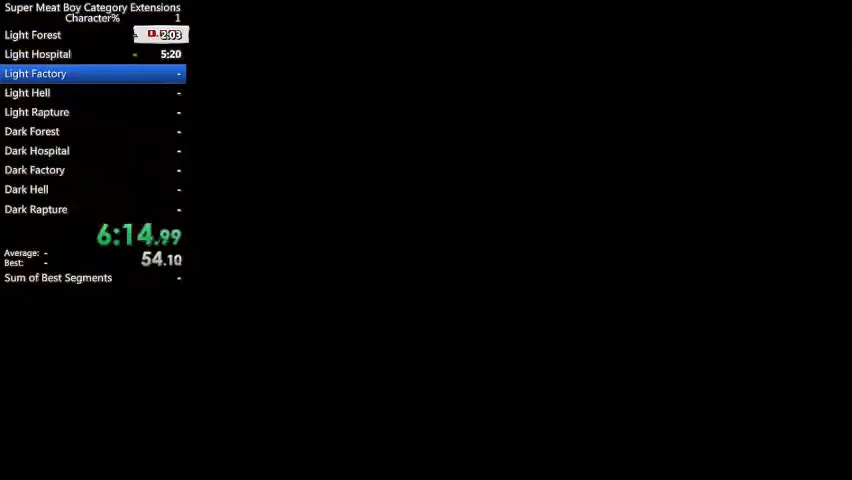 Super Meat Boy Category Extensions
Character% 1
Light Forest - 2:03
Light Hospital - 5:20
Light Factory -
Light Hell -
Light Rapture -
Dark Forest -
Dark Hospital -
Dark Factory -
Dark Hell -
Dark Rapture -
6:14.99
Average: -
Best: - 54.10
Sum of Best Segments -